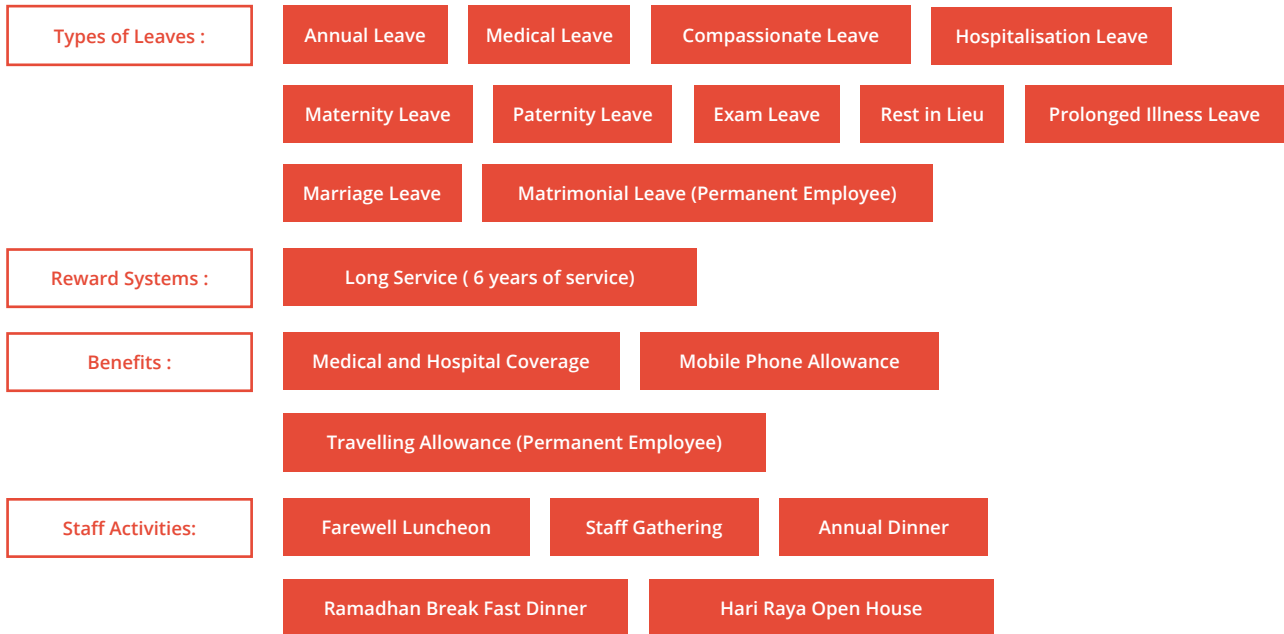 Types of Leaves :
Annual Leave
Medical Leave
Compassionate Leave
Hospitalisation Leave
Maternity Leave
Paternity Leave
Exam Leave
Rest in Lieu
Prolonged Illness Leave
Marriage Leave
Matrimonial Leave (Permanent Employee)
Reward Systems :
Long Service ( 6 years of service)
Benefits :
Medical and Hospital Coverage
Mobile Phone Allowance
Travelling Allowance (Permanent Employee)
Staff Activities:
Farewell Luncheon
Staff Gathering
Annual Dinner
Ramadhan Break Fast Dinner
Hari Raya Open House